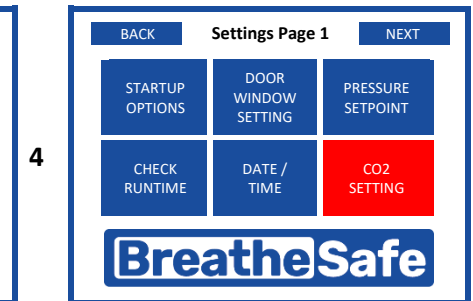 BACK
Settings Page 1
NEXT
STARTUP
OPTIONS
DOOR
WINDOW
SETTING
PRESSURE
SETPOINT
4
CHECK
RUNTIME
DATE /
TIME
CO2
SETTING
BreatheSafe